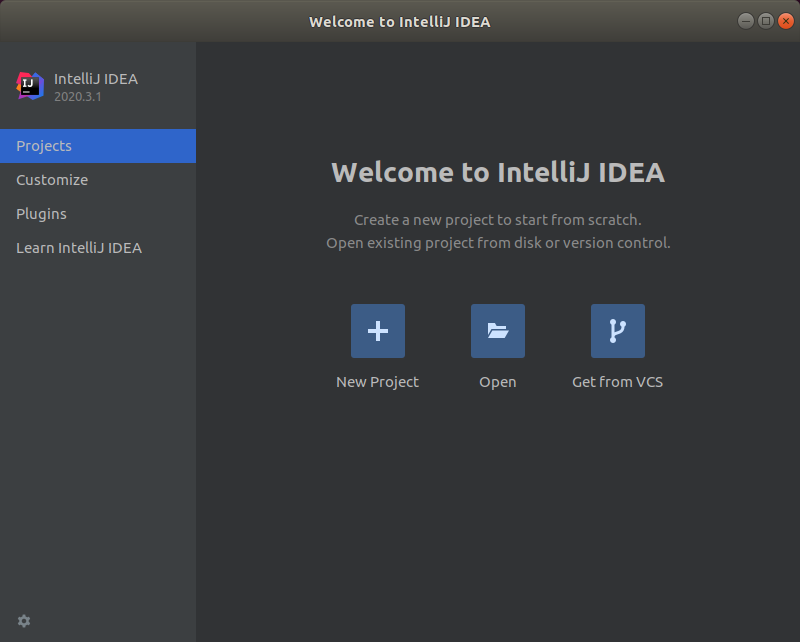 Welcome to IntelliJ IDEA
IJ
IntelliJ IDEA
2020.3.1
Projects
Customize
Plugins
Learn IntelliJ IDEA
Welcome to IntelliJ IDEA
Create a new project to start from scratch.
Open existing project from disk or version control.
New Project
Open
Get from VCS